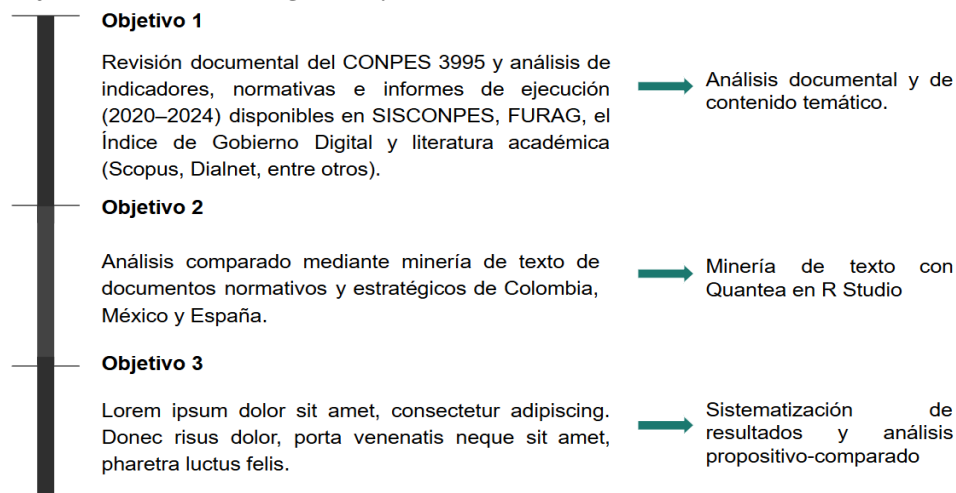 Objetivo 1
Revisión documental del CONPES 3995 y análisis de
indicadores, normativas e informes de ejecución
(2020–2024) disponibles en SISCONPES, FURAG, el
Índice de Gobierno Digital y literatura académica
(Scopus, Dialnet, entre otros).
Análisis documental y de
contenido temático.
Objetivo 2
Análisis comparado mediante minería de texto de
documentos normativos y estratégicos de Colombia,
México y España.
Minería de texto con
Quantea en R Studio
Objetivo 3
Lorem ipsum dolor sit amet, consectetur adipiscing.
Donec risus dolor, porta venenatis neque sit amet,
pharetra luctus felis.
Sistematización de
resultados y análisis
propositivo-comparado